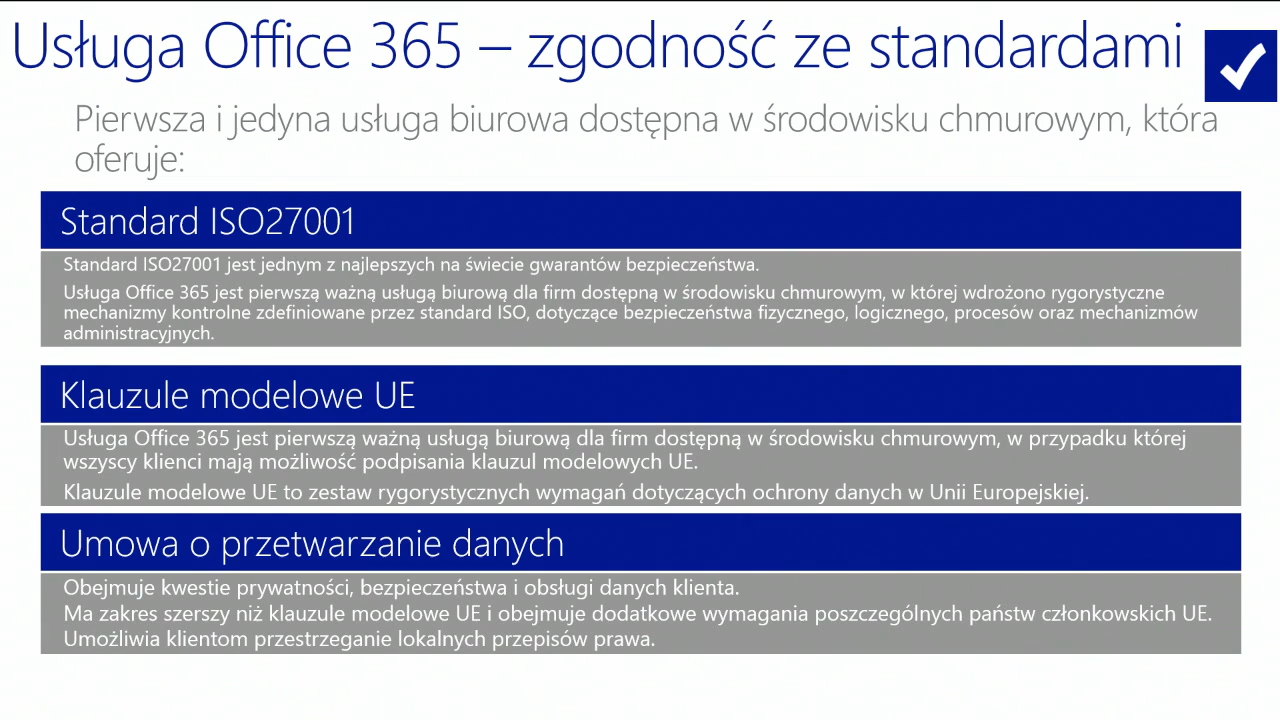 Usługa Office 365 – zgodność ze standardami
Pierwsza i jedyna usługa biurowa dostępna w środowisku chmurowym, która
oferuje:
Standard ISO27001
Standard ISO27001 jest jednym z najlepszych na świecie gwarantów bezpieczeństwa.
Usługa Office 365 jest pierwszą ważną usługą biurową dla firm dostępną w środowisku chmurowym, w której wdrożono rygorystyczne
mechanizmy kontrolne zdefiniowane przez standard ISO, dotyczące bezpieczeństwa fizycznego, logicznego, procesów oraz mechanizmów
administracyjnych.
Klauzule modelowe UE
Usługa Office 365 jest pierwszą ważną usługą biurową dla firm dostępną w środowisku chmurowym, w przypadku której
wszyscy klienci mają możliwość podpisania klauzul modelowych UE.
Klauzule modelowe UE to zestaw rygorystycznych wymagań dotyczących ochrony danych w Unii Europejskiej.
Umowa o przetwarzanie danych
Obejmuje kwestie prywatności, bezpieczeństwa i obsługi danych klienta.
Ma zakres szerszy niż klauzule modelowe UE i obejmuje dodatkowe wymagania poszczególnych państw członkowskich UE.
Umożliwia klientom przestrzeganie lokalnych przepisów prawa.